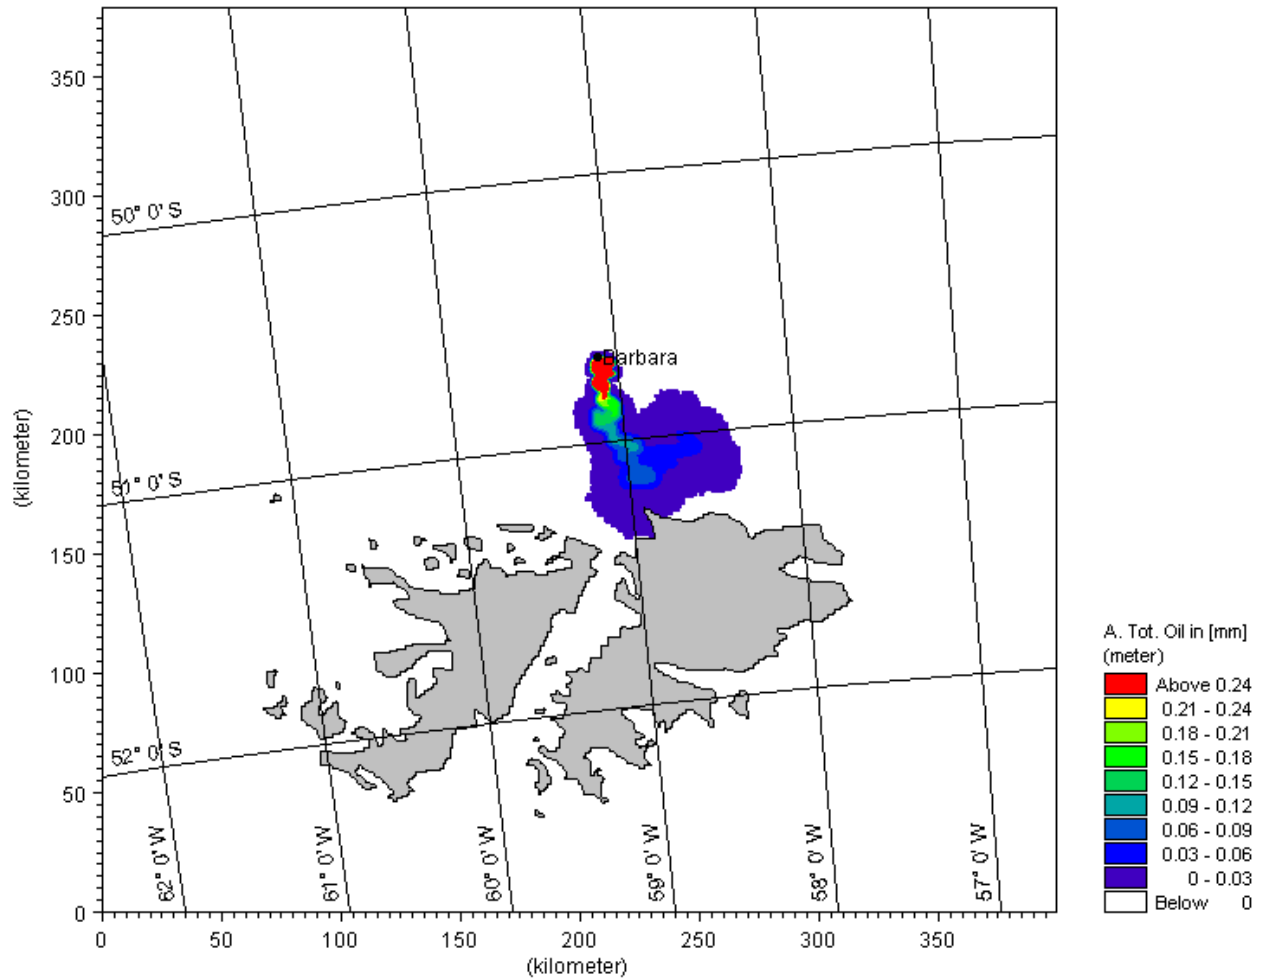 350
300
250
200
150
100
50
0
(kilometer)
50° 0' S
51° 0' S
52° 0' S
Barbara
62° 0' W
61° 0' W
60° 0' W
59° 0' W
58° 0' W
57° 0' W
0
50
100
150
200
250
300
350
(kilometer)
A. Tot. Oil in [mm]
(meter)
Above 0.24
0.21 - 0.24
0.18 - 0.21
0.15 - 0.18
0.12 - 0.15
0.09 - 0.12
0.06 - 0.09
0.03 - 0.06
0 - 0.03
Below 0